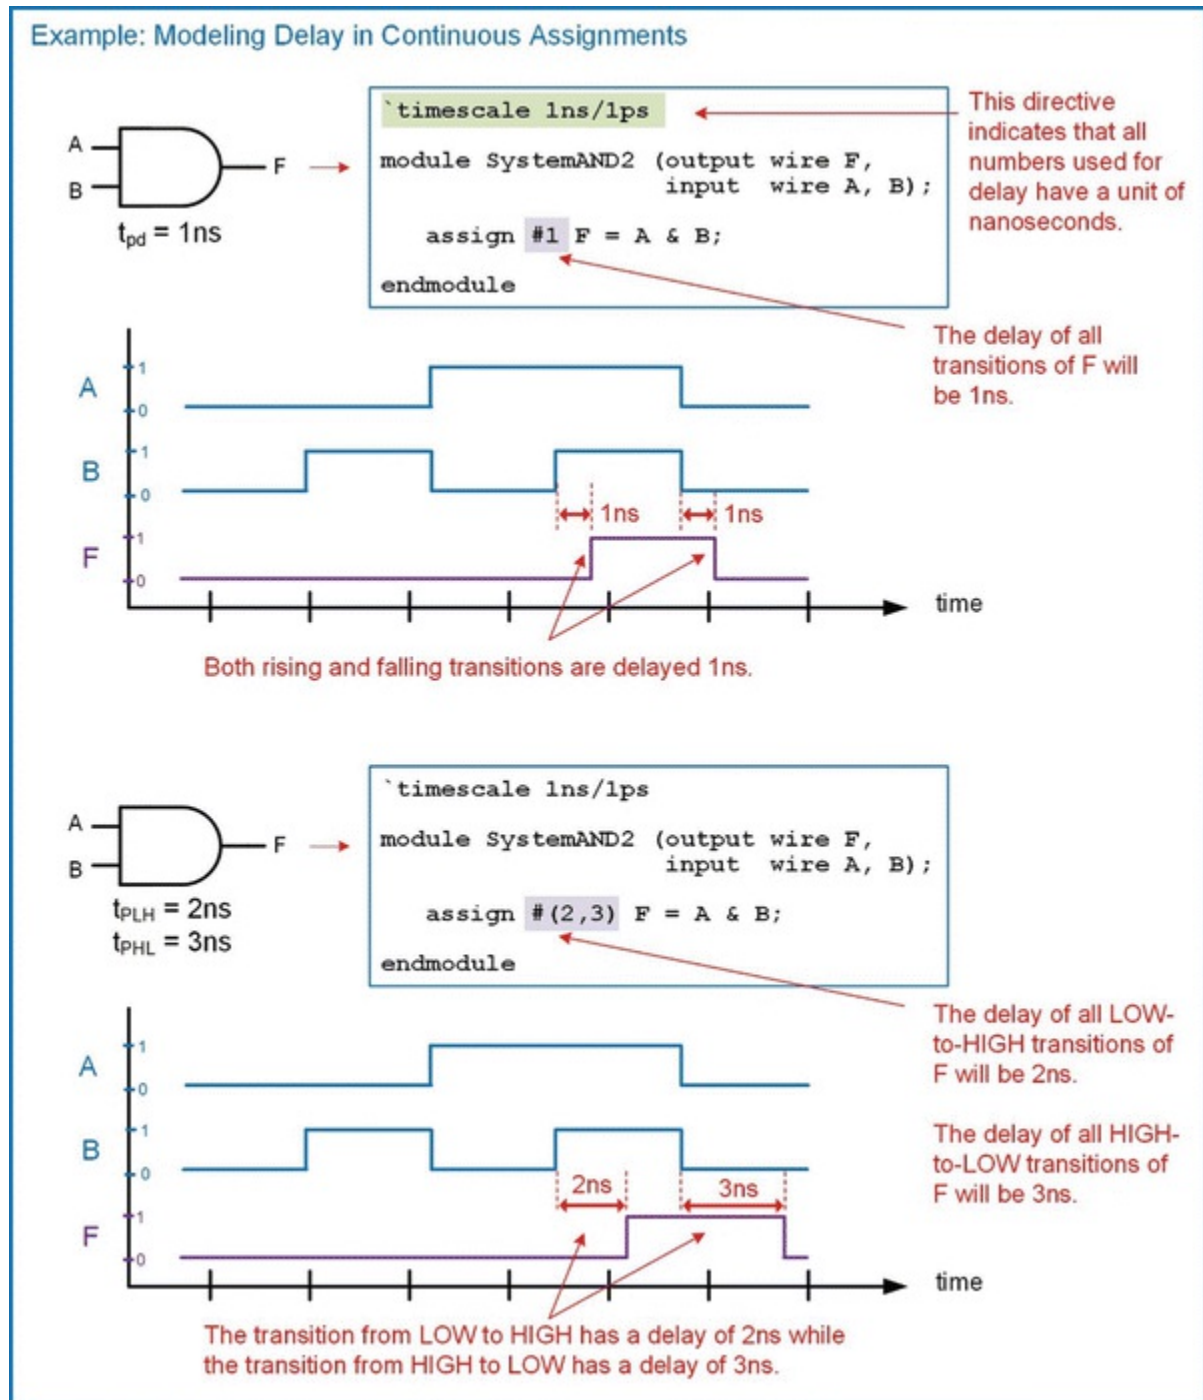 Example: Modeling Delay in Continuous Assignments
A
B
F
tpd = 1ns
`timescale 1ns/1ps
module SystemAND2 (output wire F,
input wire A, B);
assign #1 F = A & B;
endmodule
This directive
indicates that all
numbers used for
delay have a unit of
nanoseconds.
The delay of all
transitions of F will
be 1ns.
A
1
0
B
1
0
1ns
1ns
F
1
0
time
Both rising and falling transitions are delayed 1ns.
A
B
F
tPLH = 2ns
tPHL = 3ns
`timescale 1ns/1ps
module SystemAND2 (output wire F,
input wire A, B);
assign #(2,3) F = A & B;
endmodule
The delay of all LOW-
to-HIGH transitions of
F will be 2ns.
The delay of all HIGH-
to-LOW transitions of
F will be 3ns.
A
1
0
B
1
0
2ns
3ns
F
1
0
time
The transition from LOW to HIGH has a delay of 2ns while
the transition from HIGH to LOW has a delay of 3ns.